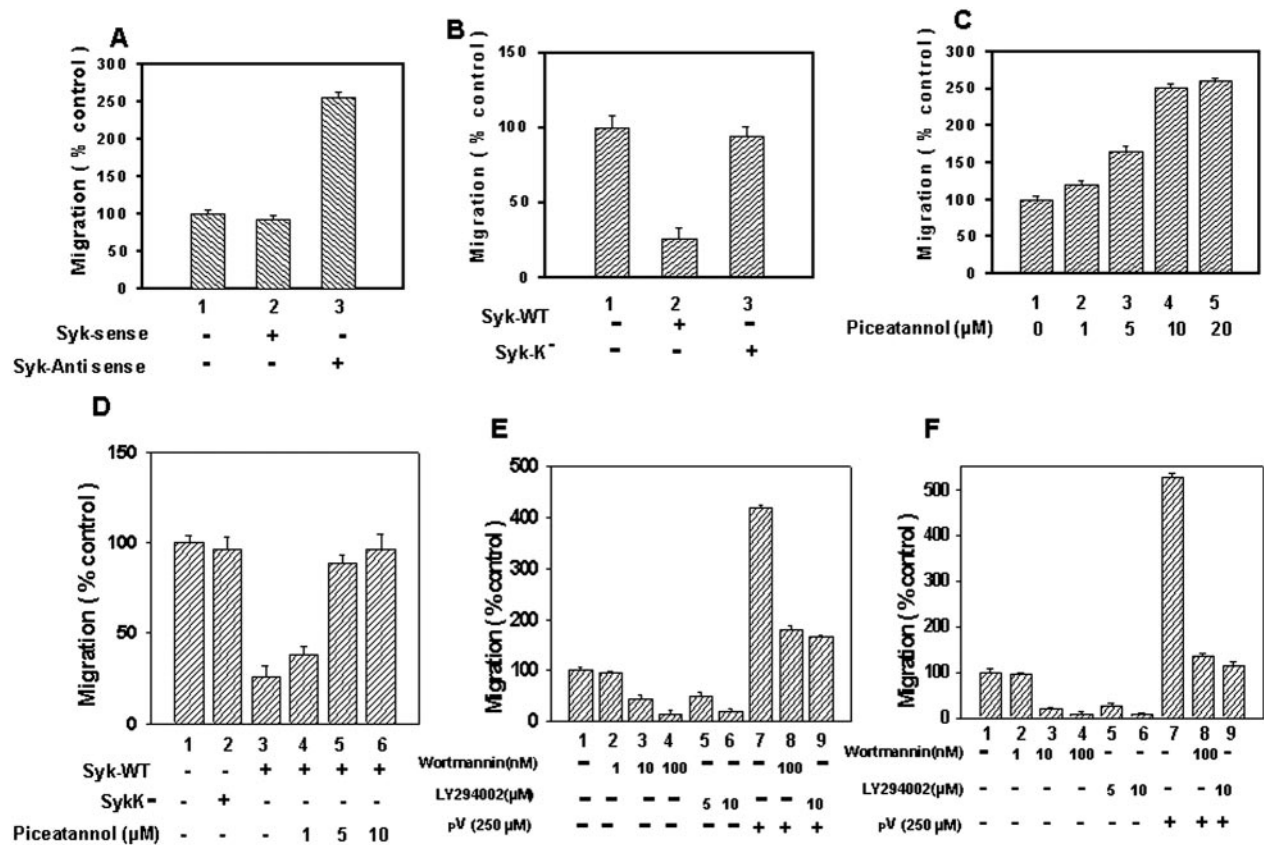 A
Migration ( % control)
300
250
200
150
100
50
0
1 2 3
Syk-sense - + -
Syk-Anti sense - - +
B
Migration ( % control)
150
100
50
0
1 2 3
Syk-WT - + -
Syk-K- - - +
C
Migration ( % control)
300
250
200
150
100
50
0
1 2 3 4 5
Piceatannol (µM) 0 1 5 10 20
D
Migration ( % control)
150
100
50
0
1 2 3 4 5 6
Syk-WT - - + + + +
SykK- - + - - - -
Piceatannol (µM) - - - 1 5 10
E
Migration ( %control)
500
400
300
200
100
0
1 2 3 4 5 6 7 8 9
Wortmannin(nM) - 1 10 100 - - - 100 -
LY294002(µM) - - - - 5 10 - - 10
pV (250 µM) - - - - - - + + +
F
Migration ( %control)
500
400
300
200
100
0
1 2 3 4 5 6 7 8 9
Wortmannin(nM) - 1 10 100 - - - 100 -
LY294002(µM) - - - - 5 10 - - 10
pV (250 µM) - - - - - - + + +